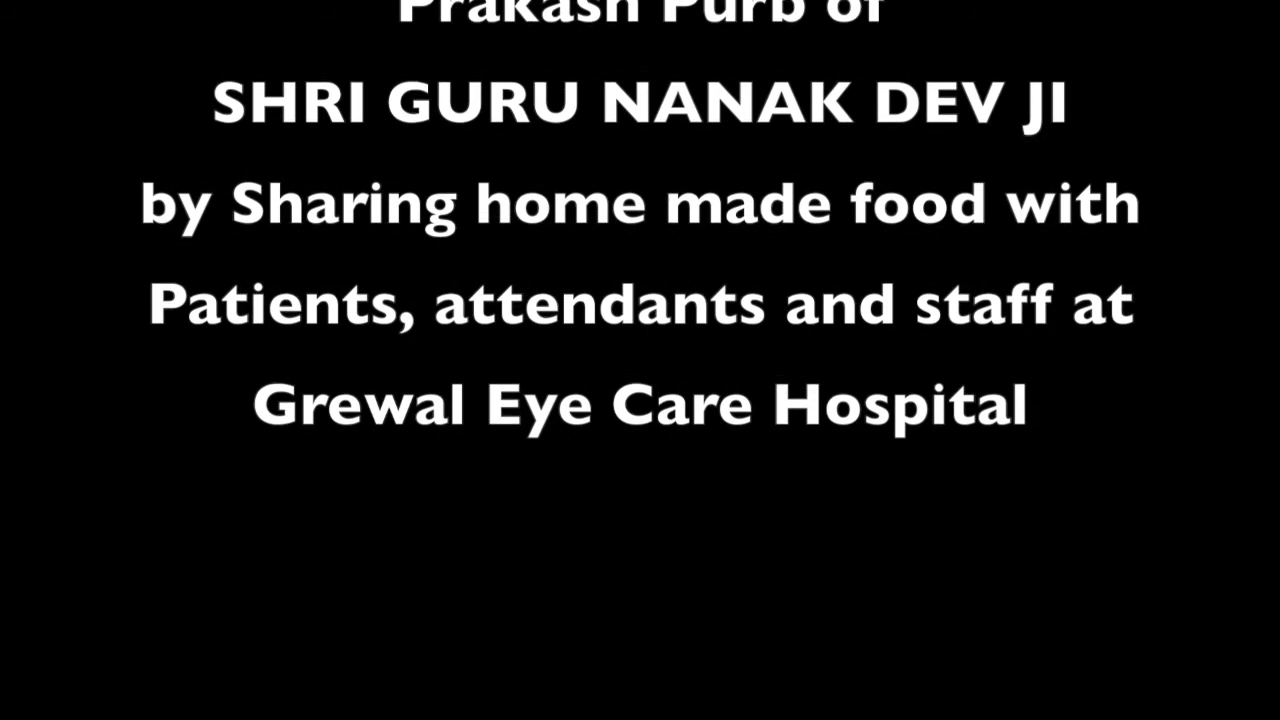 Prakash Purb of
SHRI GURU NANAK DEV JI
by Sharing home made food with
Patients, attendants and staff at
Grewal Eye Care Hospital